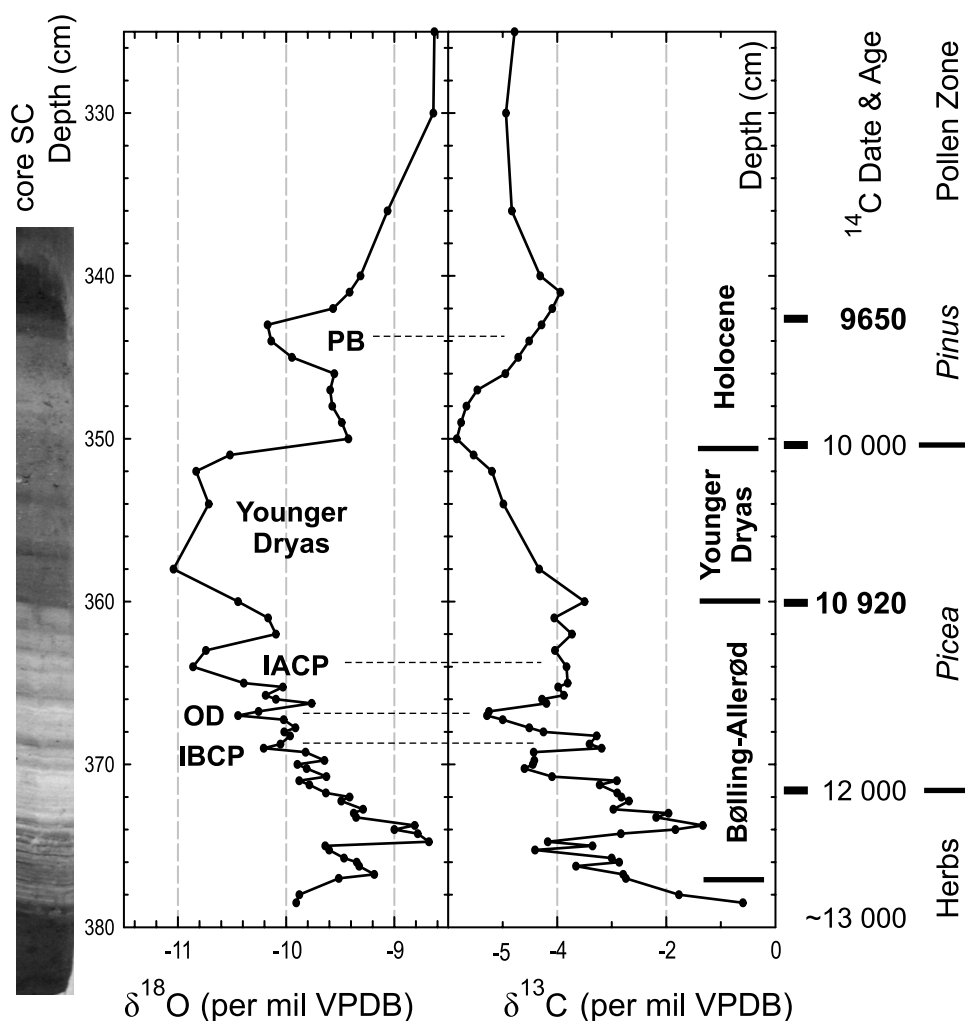 core SC
Depth (cm)
330
340
350
360
370
380
-11
-10
-9
δ18O (per mil VPDB)
PB
Younger
Dryas
IACP
OD
IBCP
-5
-4
-3
-2
-1
0
δ13C (per mil VPDB)
Depth (cm)
Holocene
Younger
Dryas
Bølling-Allerød
14C Date & Age
9650
10 000
10 920
12 000
~13 000
Pollen Zone
Pinus
Picea
Herbs